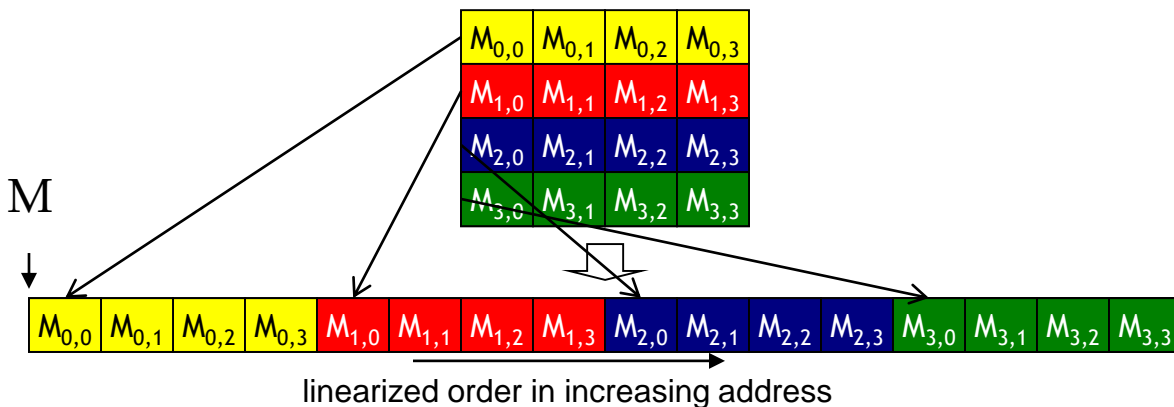 M0,0 M0,1 M0,2 M0,3
M1,0 M1,1 M1,2 M1,3
M2,0 M2,1 M2,2 M2,3
M3,0 M3,1 M3,2 M3,3
M
M0,0 M0,1 M0,2 M0,3 M1,0 M1,1 M1,2 M1,3 M2,0 M2,1 M2,2 M2,3 M3,0 M3,1 M3,2 M3,3
linearized order in increasing address